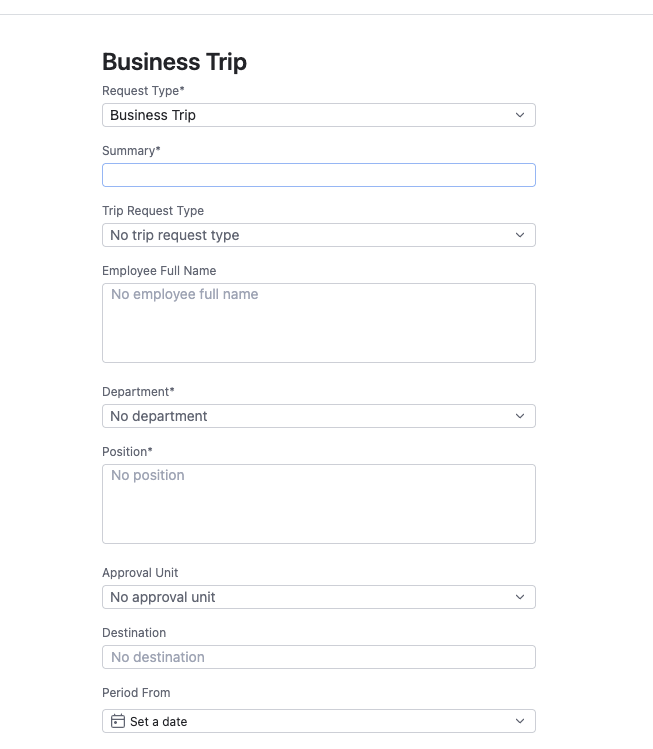 Business Trip
Request Type*
Business Trip
Summary*
Trip Request Type
No trip request type
Employee Full Name
No employee full name
Department*
No department
Position*
No position
Approval Unit
No approval unit
Destination
No destination
Period From
Set a date